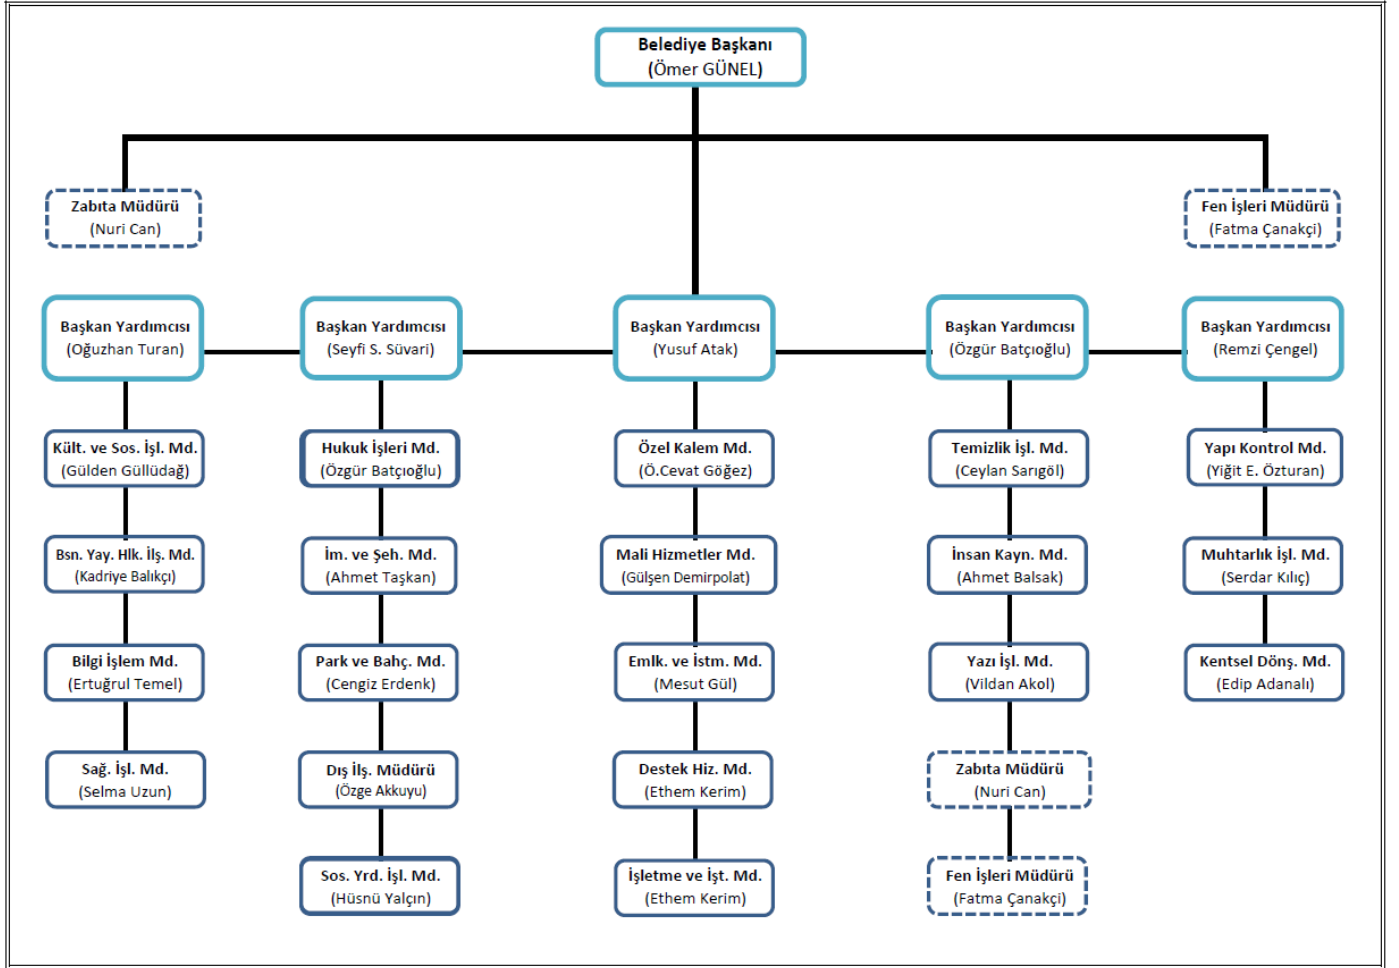 Belediye Başkanı
(Ömer GÜNEL)
Zabıta Müdürü
(Nuri Can)
Fen İşleri Müdürü
(Fatma Çanakçi)
Başkan Yardımcısı
(Oğuzhan Turan)
Başkan Yardımcısı
(Seyfi S. Süvari)
Başkan Yardımcısı
(Yusuf Atak)
Başkan Yardımcısı
(Özgür Batçıoğlu)
Başkan Yardımcısı
(Remzi Çengel)
Kült. ve Sos. İşl. Md.
(Gülden Güllüdağ)
Hukuk İşleri Md.
(Özgür Batçıoğlu)
Özel Kalem Md.
(Ö.Cevat Göğez)
Temizlik İşl. Md.
(Ceylan Sarıgöl)
Yapı Kontrol Md.
(Yiğit E. Özturan)
Bsn. Yay. Hlk. İlş. Md.
(Kadriye Balıkçı)
İm. ve Şeh. Md.
(Ahmet Taşkan)
Mali Hizmetler Md.
(Gülşen Demirpolat)
İnsan Kayn. Md.
(Ahmet Balsak)
Muhtarlık İşl. Md.
(Serdar Kılıç)
Bilgi İşlem Md.
(Ertuğrul Temel)
Park ve Bahç. Md.
(Cengiz Erdenk)
Emlk. ve İstm. Md.
(Mesut Gül)
Yazı İşl. Md.
(Vildan Akol)
Kentsel Dönş. Md.
(Edip Adanalı)
Sağ. İşl. Md.
(Selma Uzun)
Dış İlş. Müdürü
(Özge Akkuyu)
Destek Hiz. Md.
(Ethem Kerim)
Zabıta Müdürü
(Nuri Can)
Sos. Yrd. İşl. Md.
(Hüsnü Yalçın)
İşletme ve İşt. Md.
(Ethem Kerim)
Fen İşleri Müdürü
(Fatma Çanakçi)